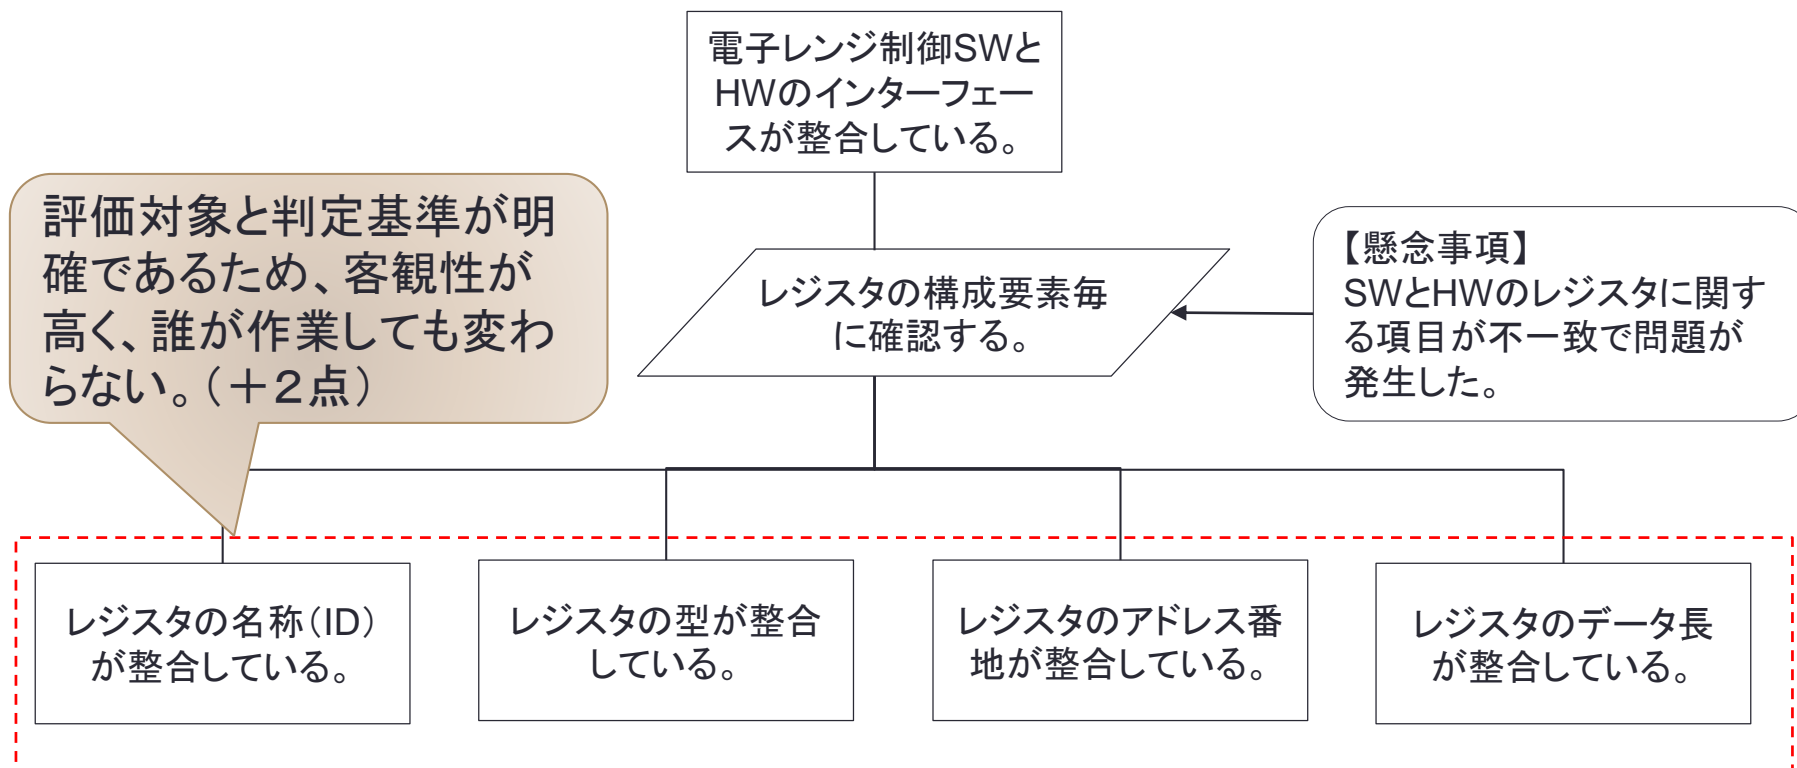 電子レンジ制御SWと
HWのインターフェー
スが整合している。
評価対象と判定基準が明
確であるため、客観性が
高く、誰が作業しても変わ
らない。（＋２点）
レジスタの構成要素毎
に確認する。
【懸念事項】
SWとHWのレジスタに関す
る項目が不一致で問題が
発生した。
レジスタの名称（ID）
が整合している。
レジスタの型が整合
している。
レジスタのアドレス番
地が整合している。
レジスタのデータ長
が整合している。